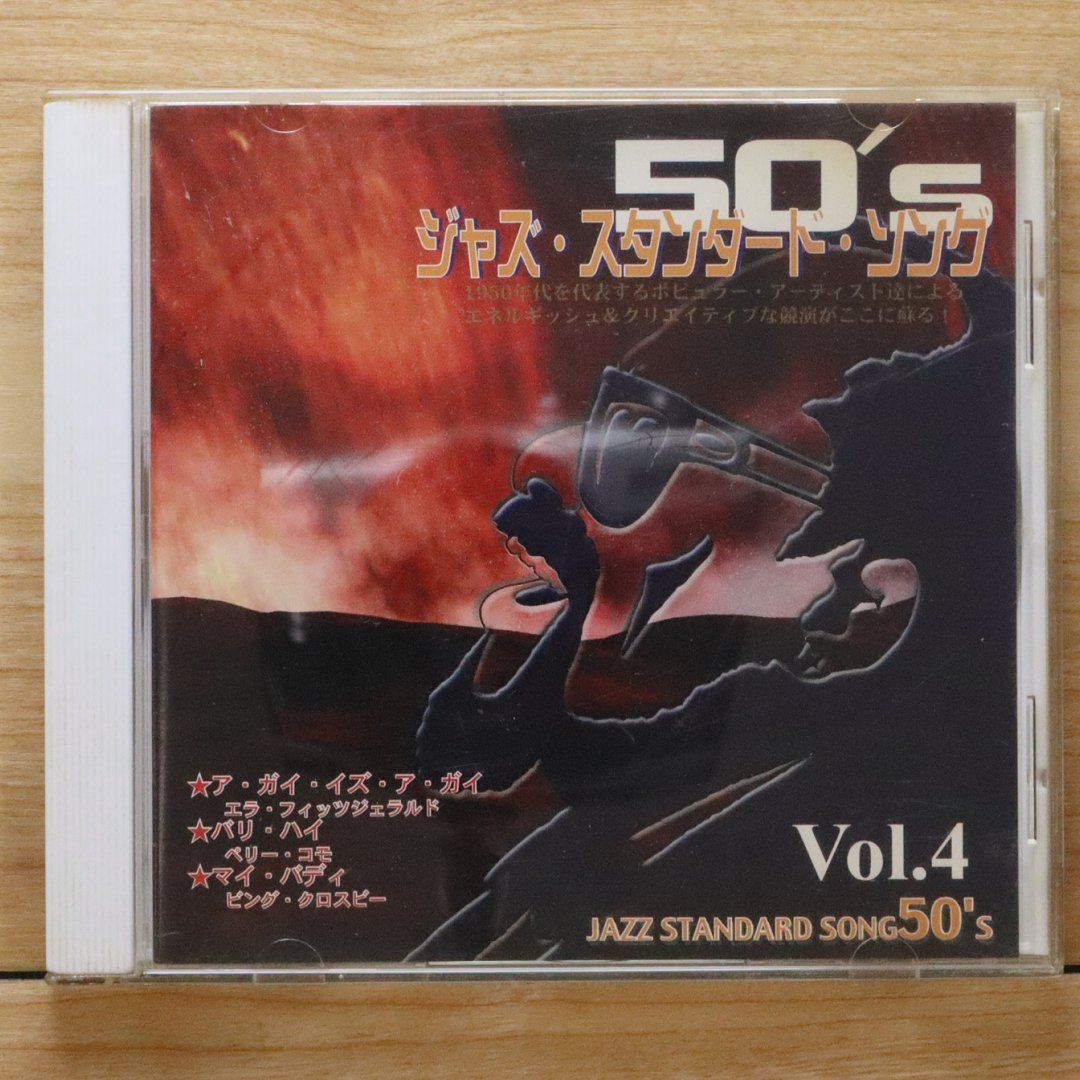 50's
ジャズ・スタンダード・ソング
1950年代を代表するポピュラー・アーティスト達による
エネルギッシュ&クリエイティブな競演がここに蘇る！
★ア・ガイ・イズ・ア・ガイ
エラ・フィッツジェラルド
★バリ・ハイ
ペリー・コモ
★マイ・バディ
ビング・クロスビー
Vol.4
JAZZ STANDARD SONG50's